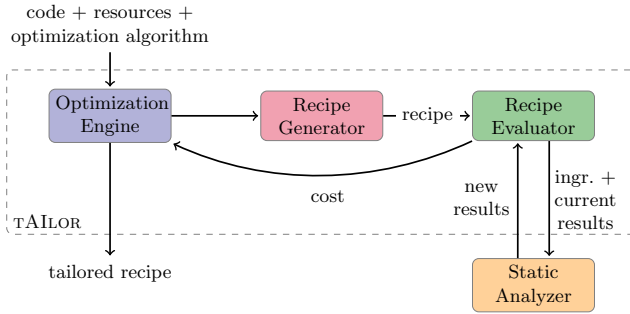 code + resources +
optimization algorithm
Optimization
Engine
Recipe
Generator
recipe
Recipe
Evaluator
cost
new
results
ingr. +
current
results
TAILOR
tailored recipe
Static
Analyzer